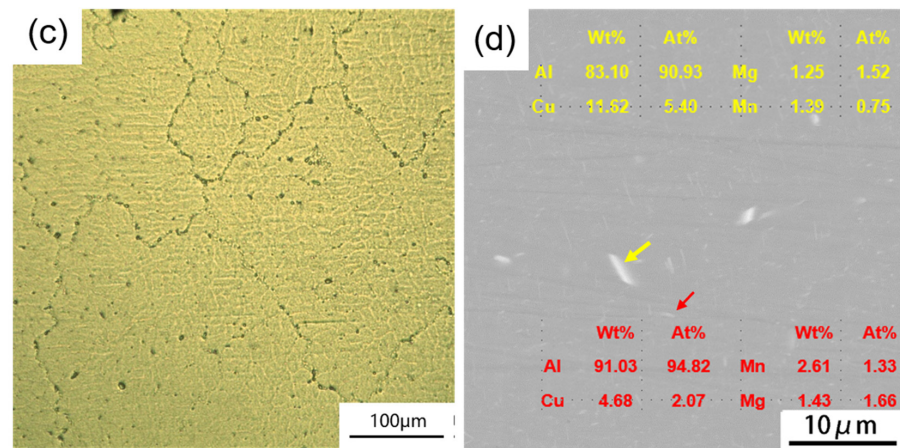 (c)
100μm
(d)
Wt% At% Wt% At%
Al 83.10 90.93 Mg 1.25 1.52
Cu 11.62 5.40 Mn 1.39 0.75
Wt% At% Wt% At%
Al 91.03 94.82 Mn 2.61 1.33
Cu 4.68 2.07 Mg 1.43 1.66
10μm